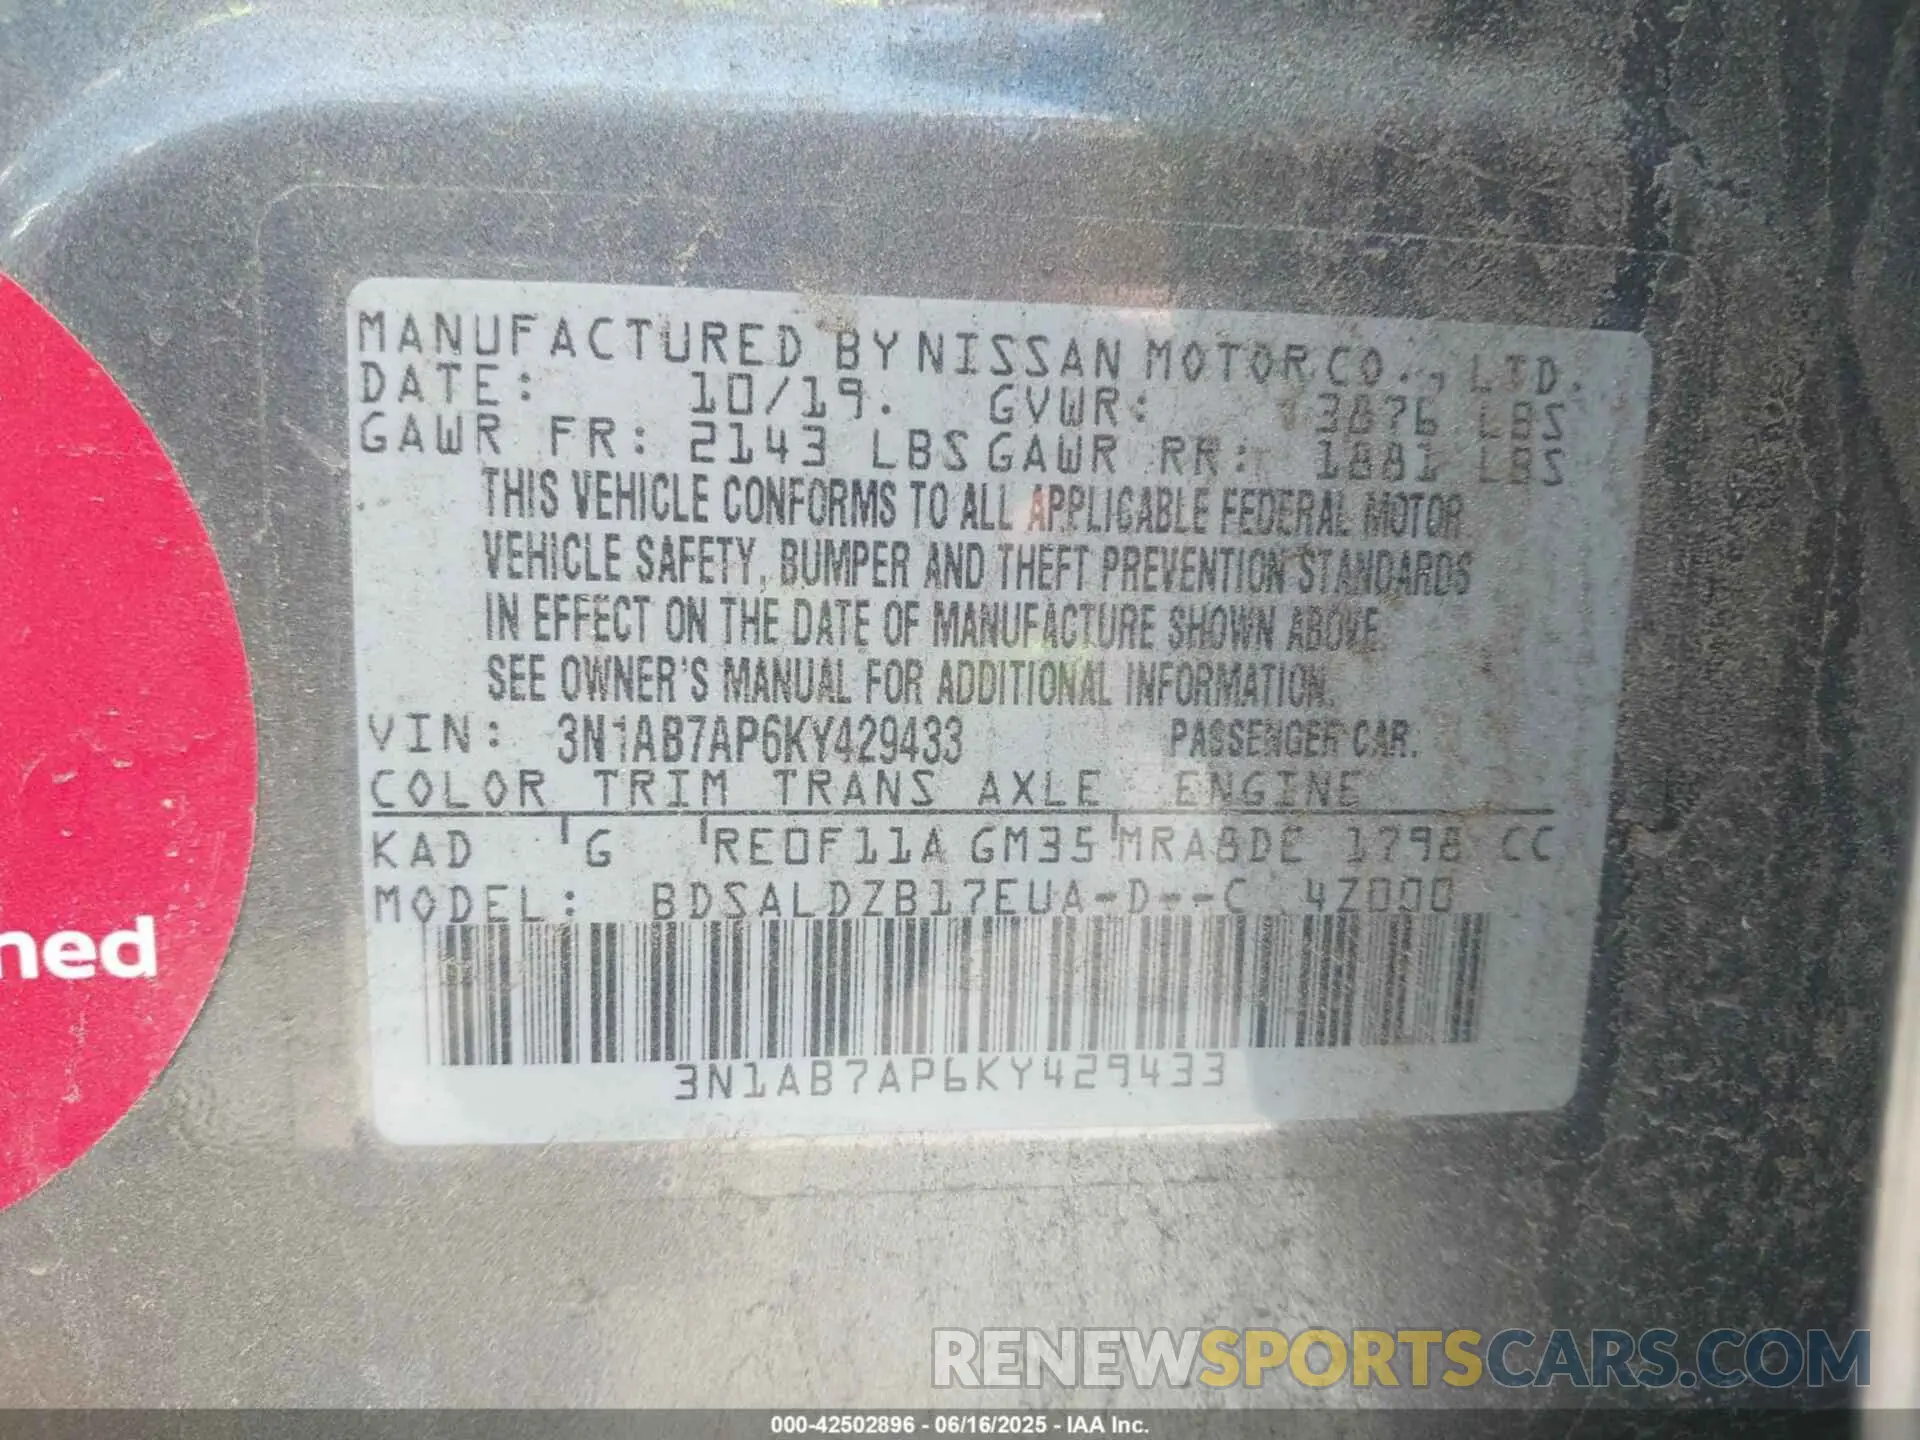 MANUFACTURED BY NISSAN MOTOR CO., LTD.
DATE: 10/19. GVWR: 3876 LBS
GAWR FR: 2143 LBS GAWR RR: 1881 LBS
THIS VEHICLE CONFORMS TO ALL APPLICABLE FEDERAL MOTOR
VEHICLE SAFETY, BUMPER AND THEFT PREVENTION STANDARDS
IN EFFECT ON THE DATE OF MANUFACTURE SHOWN ABOVE.
SEE OWNER'S MANUAL FOR ADDITIONAL INFORMATION.
VIN: 3N1AB7AP6KY429433 PASSENGER CAR.
COLOR TRIM TRANS AXLE ENGINE
KAD G RE0F11A GM35 MRA8DE 1798 CC
MODEL: BDSALDZB17EUA-D--C 4Z000
3N1AB7AP6KY429433
ned
RENEWSPORTSCARS.COM
000-42502896 - 06/16/2025 - IAA Inc.